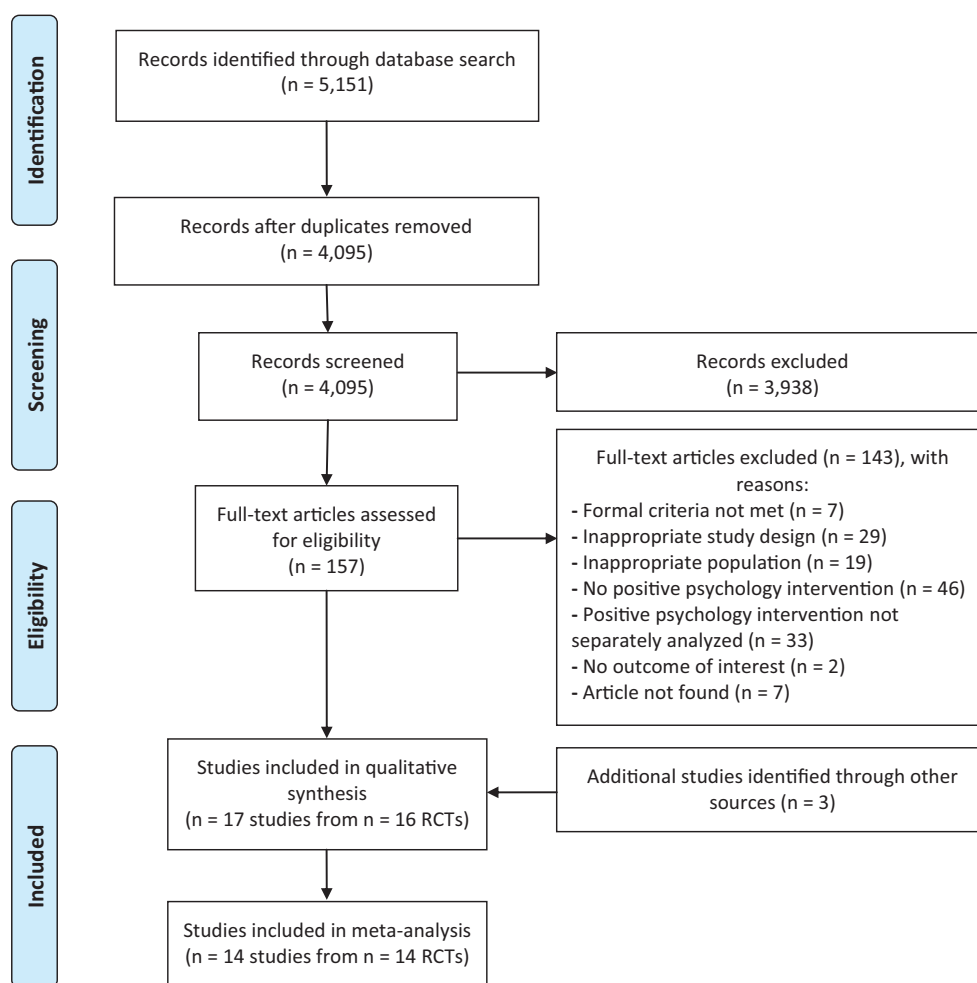 Identification
Records identified through database search
(n = 5,151)
Records after duplicates removed
(n = 4,095)
Screening
Records screened
(n = 4,095)
Records excluded
(n = 3,938)
Eligibility
Full-text articles assessed
for eligibility
(n = 157)
Full-text articles excluded (n = 143), with
reasons:
- Formal criteria not met (n = 7)
- Inappropriate study design (n = 29)
- Inappropriate population (n = 19)
- No positive psychology intervention (n = 46)
- Positive psychology intervention not
separately analyzed (n = 33)
- No outcome of interest (n = 2)
- Article not found (n = 7)
Included
Studies included in qualitative
synthesis
(n = 17 studies from n = 16 RCTs)
Additional studies identified through other
sources (n = 3)
Studies included in meta-analysis
(n = 14 studies from n = 14 RCTs)